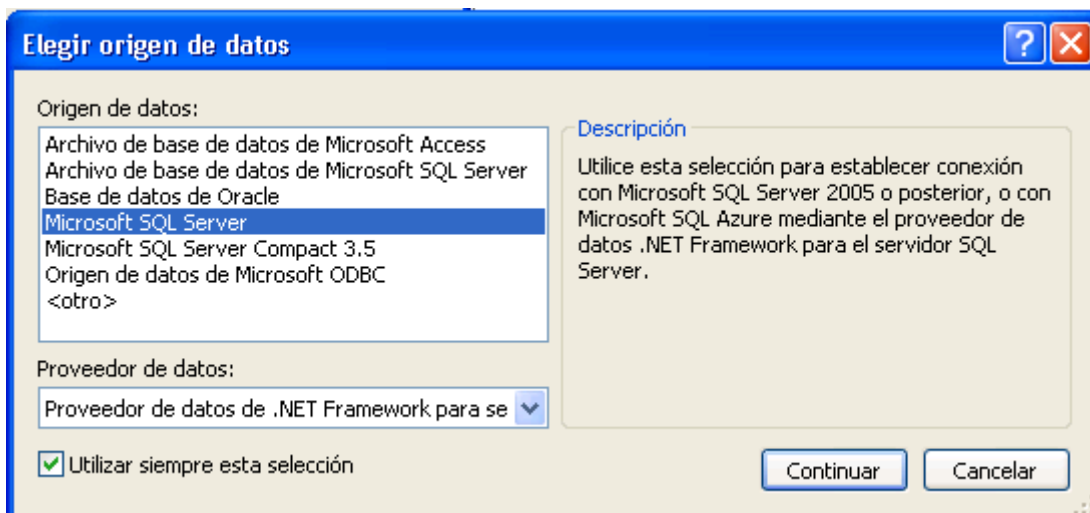 Elegir origen de datos
Origen de datos:
Archivo de base de datos de Microsoft Access
Archivo de base de datos de Microsoft SQL Server
Base de datos de Oracle
Microsoft SQL Server
Microsoft SQL Server Compact 3.5
Origen de datos de Microsoft ODBC
<otro>
Descripción
Utilice esta selección para establecer conexión
con Microsoft SQL Server 2005 o posterior, o con
Microsoft SQL Azure mediante el proveedor de
datos .NET Framework para el servidor SQL
Server.
Proveedor de datos:
Proveedor de datos de .NET Framework para se
Utilizar siempre esta selección
Continuar
Cancelar